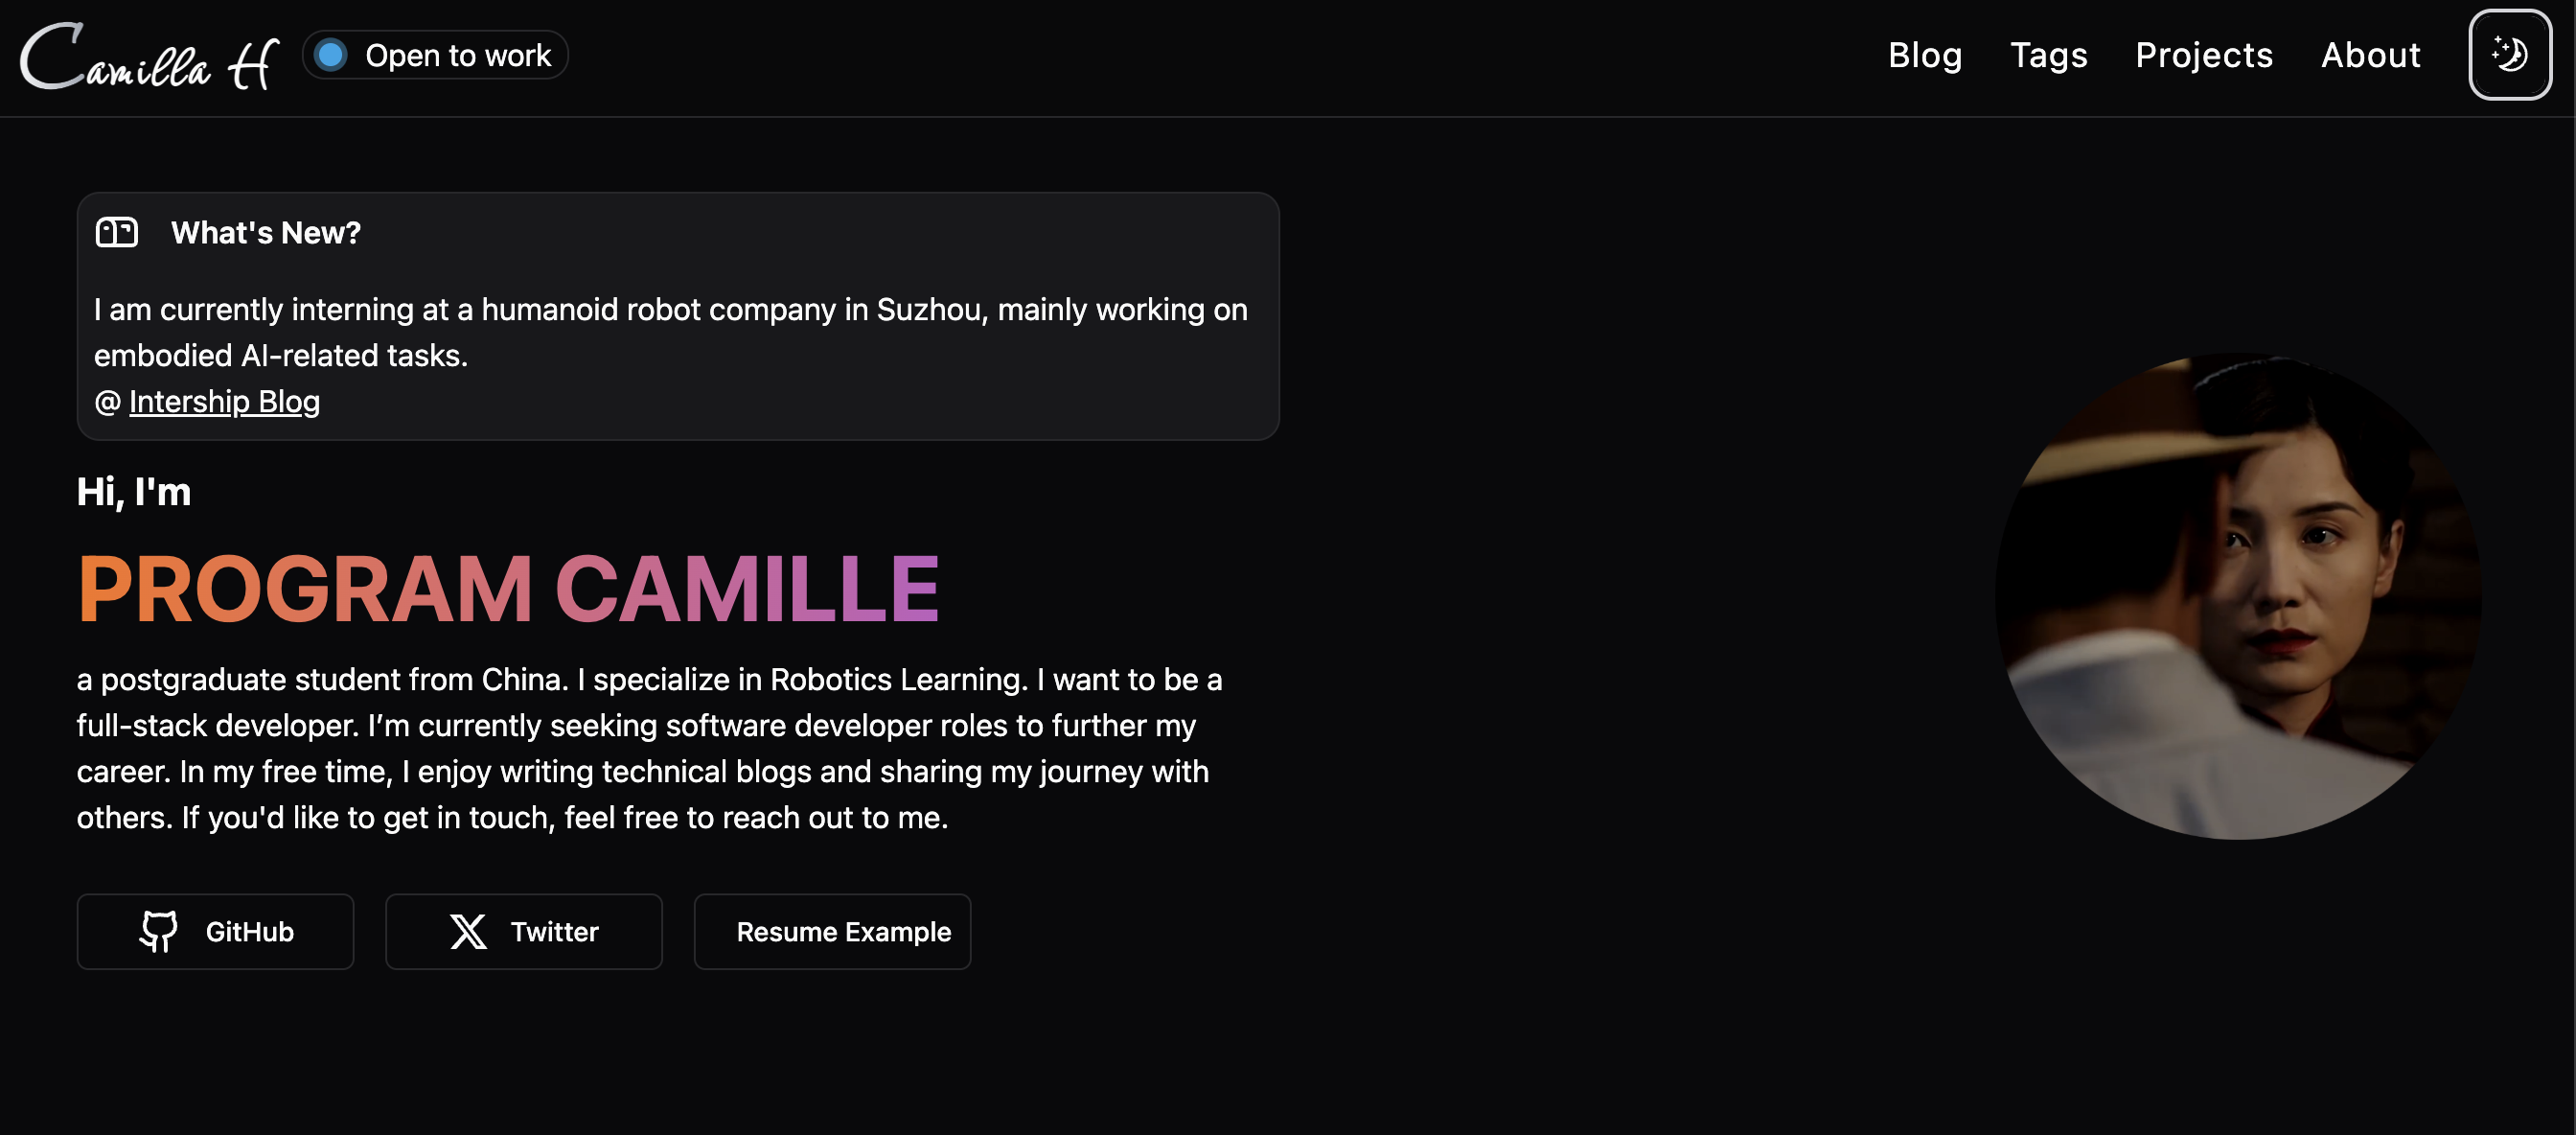 Camilla H
Open to work
Blog
Tags
Projects
About
What's New?
I am currently interning at a humanoid robot company in Suzhou, mainly working on
embodied AI-related tasks.
@ Intership Blog
Hi, I'm
PROGRAM CAMILLE
a postgraduate student from China. I specialize in Robotics Learning. I want to be a
full-stack developer. I’m currently seeking software developer roles to further my
career. In my free time, I enjoy writing technical blogs and sharing my journey with
others. If you'd like to get in touch, feel free to reach out to me.
GitHub
Twitter
Resume Example